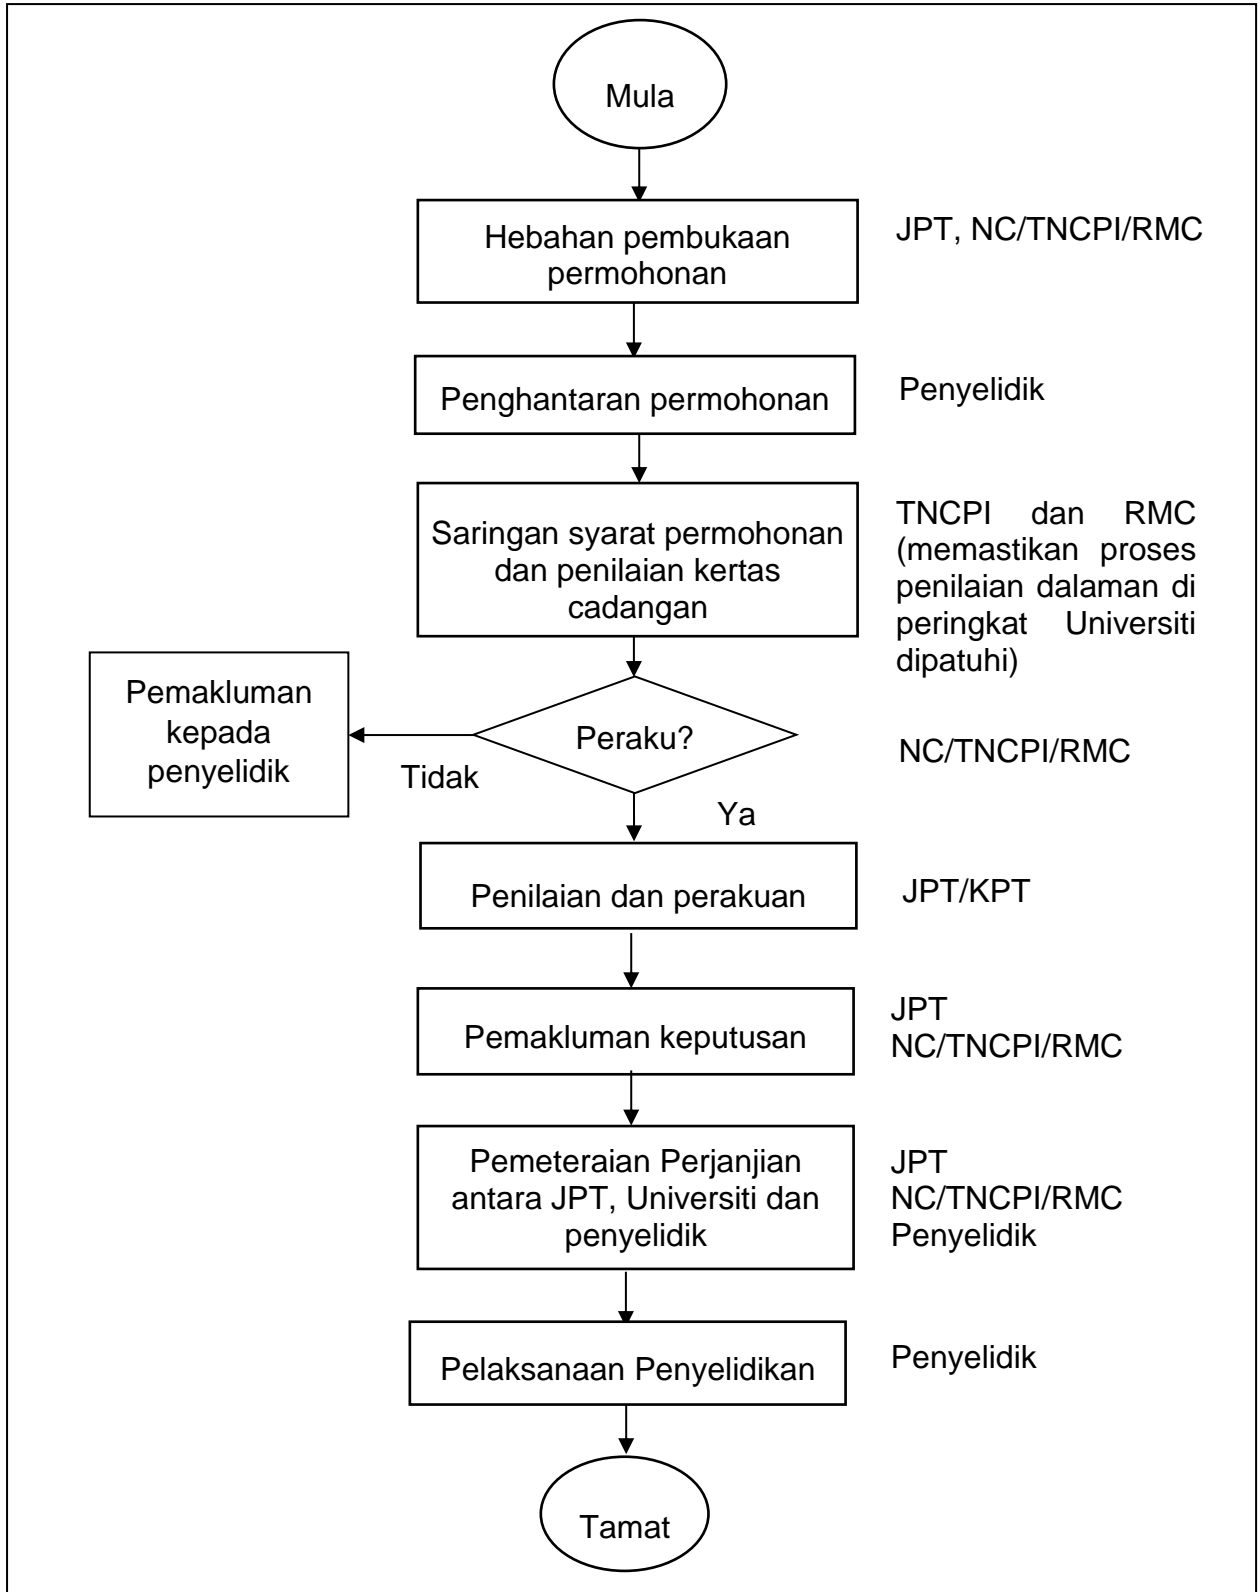 Mula
Hebahan pembukaan
permohonan
JPT, NC/TNCPI/RMC
Penghantaran permohonan
Penyelidik
Saringan syarat permohonan
dan penilaian kertas
cadangan
TNCPI dan RMC
(memastikan proses
penilaian dalaman di
peringkat Universiti
dipatuhi)
Pemakluman
kepada
penyelidik
Tidak
Peraku?
NC/TNCPI/RMC
Ya
Penilaian dan perakuan
JPT/KPT
Pemakluman keputusan
JPT
NC/TNCPI/RMC
Pemeteraian Perjanjian
antara JPT, Universiti dan
penyelidik
JPT
NC/TNCPI/RMC
Penyelidik
Pelaksanaan Penyelidikan
Penyelidik
Tamat